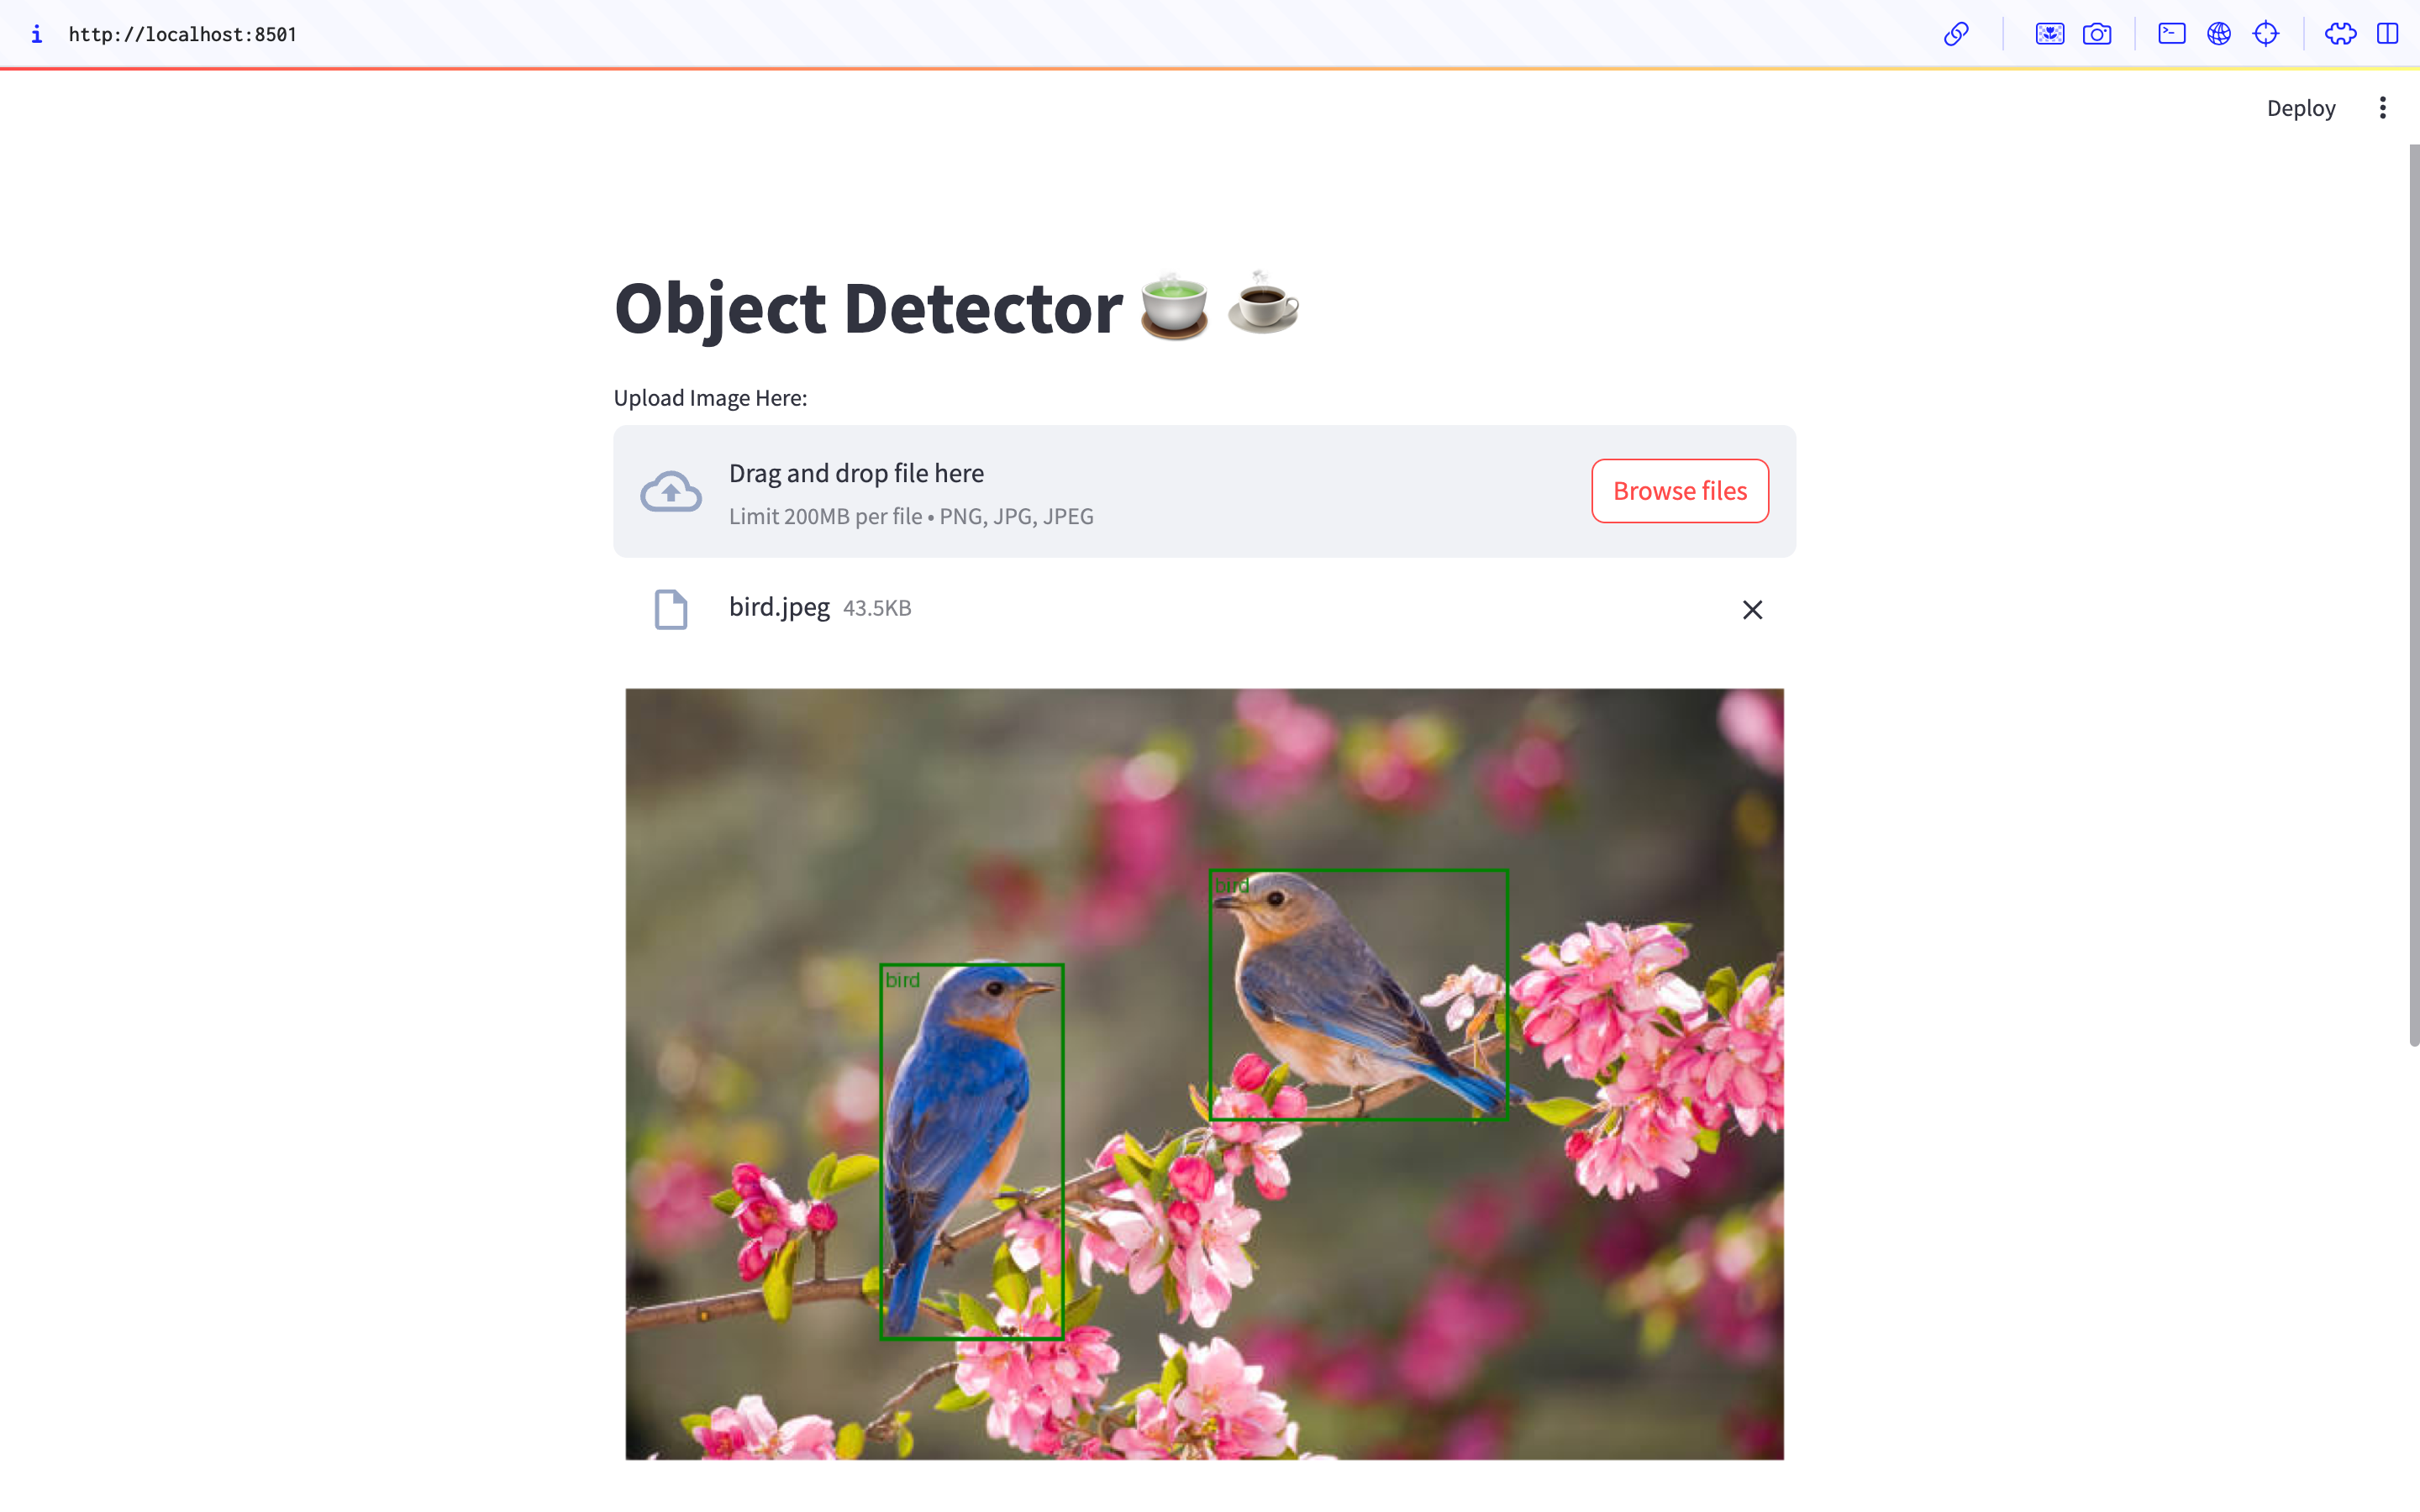 http://localhost:8501
Deploy
Object Detector 🍵 ☕
Upload Image Here:
Drag and drop file here
Limit 200MB per file • PNG, JPG, JPEG
Browse files
bird.jpeg 43.5KB
bird
bird